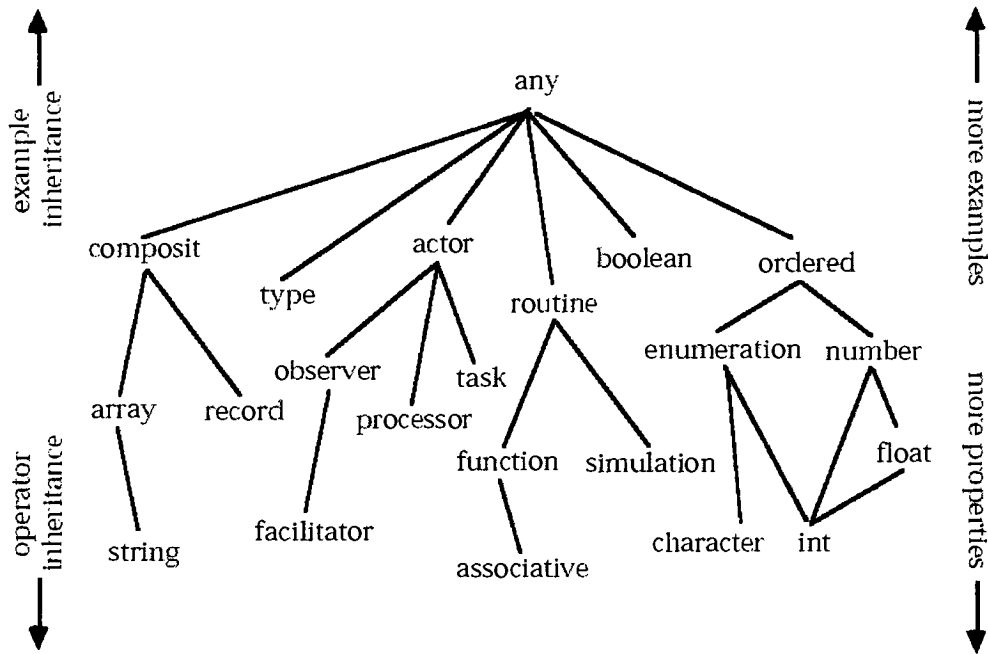 any
example
inheritance
more examples
composit
type
actor
routine
boolean
ordered
observer
processor
task
enumeration
number
array
record
function
simulation
float
operator
inheritance
more properties
string
facilitator
associative
character
int